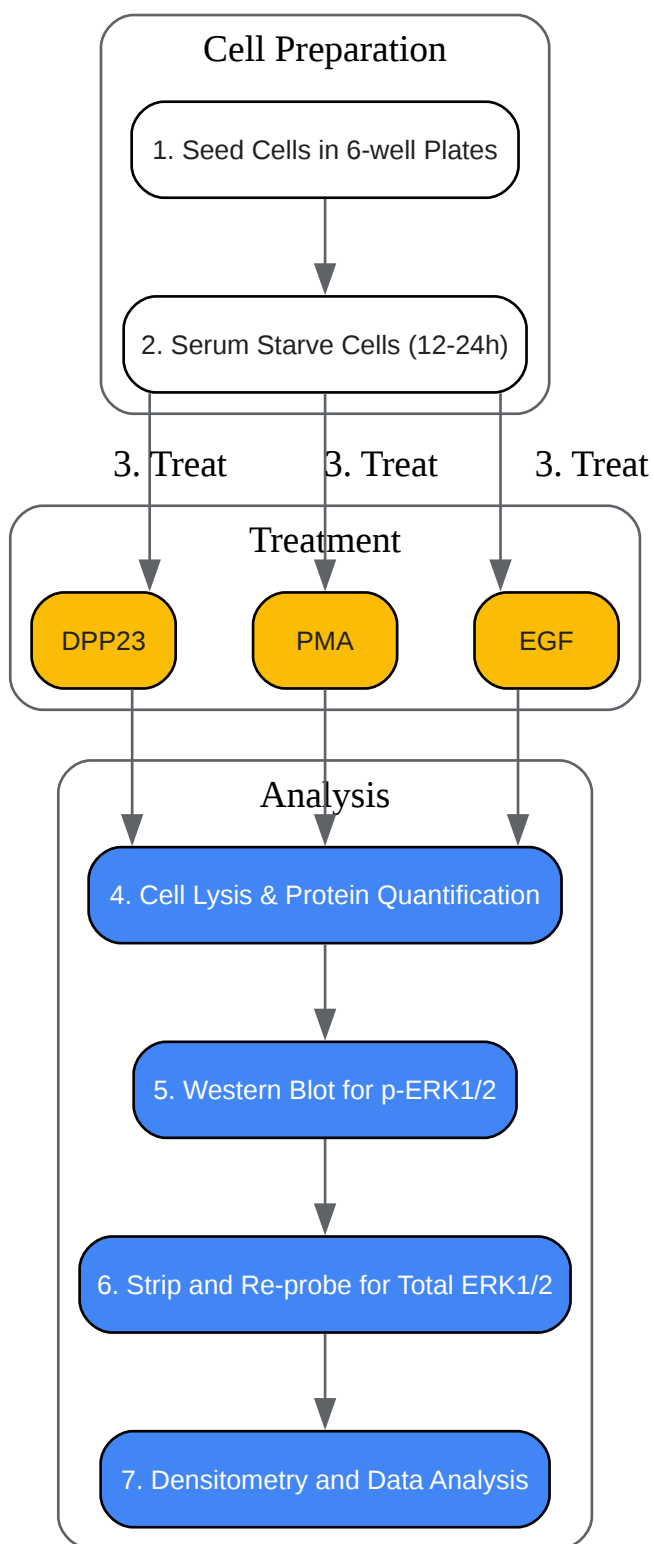 Cell Preparation
1. Seed Cells in 6-well Plates
2. Serum Starve Cells (12-24h)
3. Treat
3. Treat
3. Treat
Treatment
DPP23
PMA
EGF
Analysis
4. Cell Lysis & Protein Quantification
5. Western Blot for p-ERK1/2
6. Strip and Re-probe for Total ERK1/2
7. Densitometry and Data Analysis